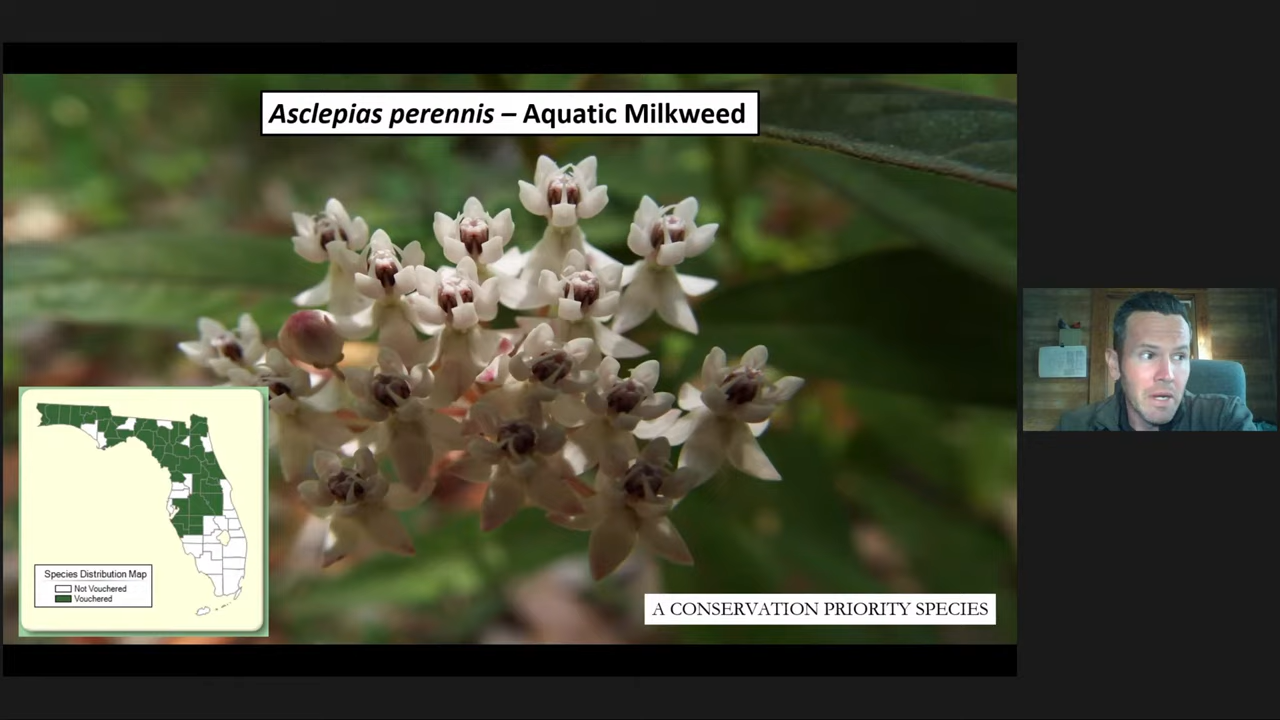 Asclepias perennis – Aquatic Milkweed
Species Distribution Map
Not Vouchered
Vouchered
A CONSERVATION PRIORITY SPECIES